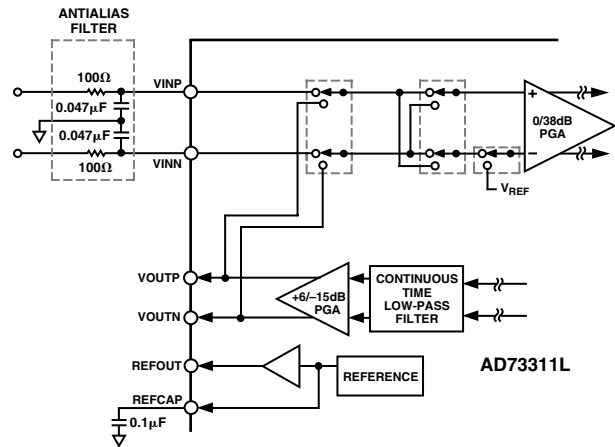 ANTIALIAS
FILTER
100Ω
VINP
0.047μF
0.047μF
VINN
100Ω
+
0/38dB
PGA
–
VREF
VOUTP
+6/–15dB
PGA
CONTINUOUS
TIME
LOW-PASS
FILTER
VOUTN
REFOUT
REFERENCE
AD73311L
REFCAP
0.1μF